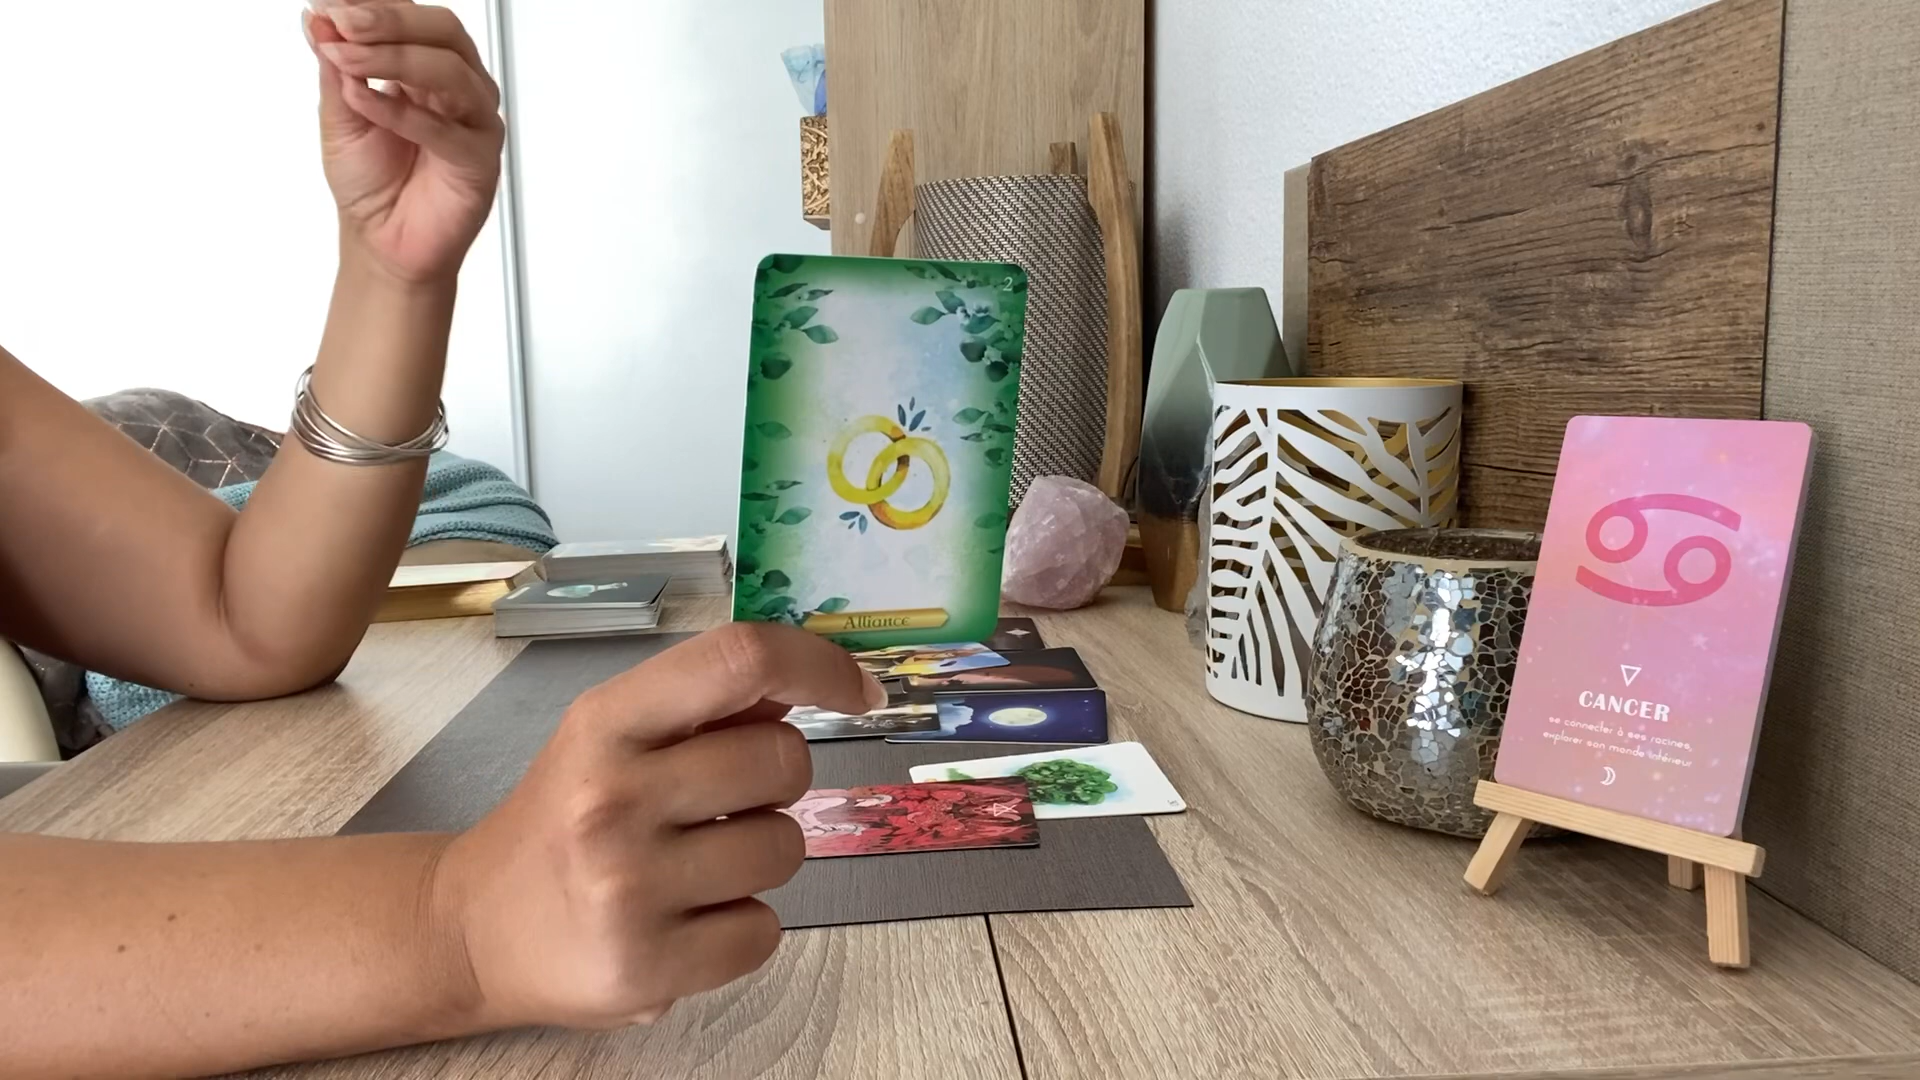 2
Alliance
CANCER
se connecter à ses racines,
explorer son monde intérieur